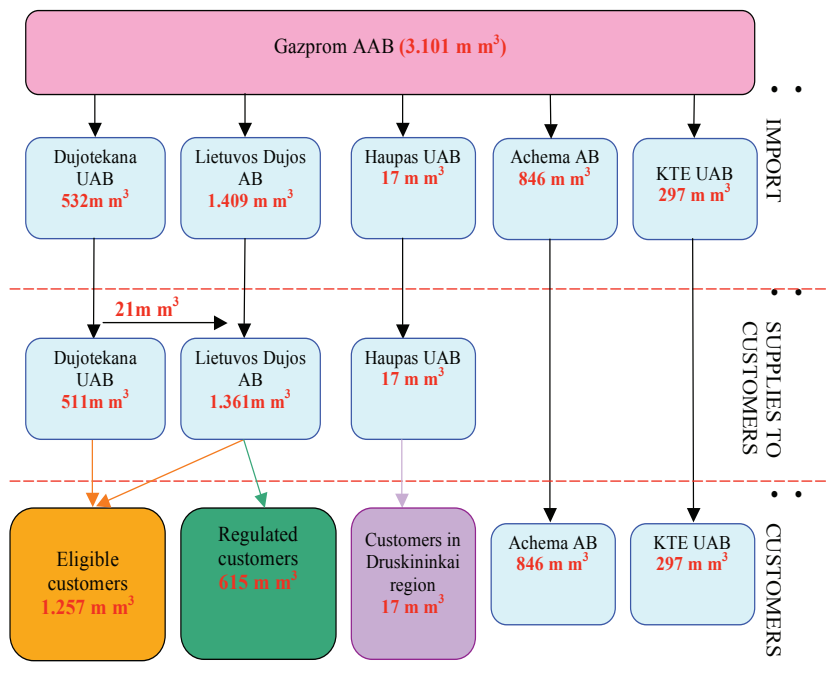 Gazprom AAB (3.101 m m³)
Dujotekana
UAB
532m m³
Lietuvos Dujos
AB
1.409 m m³
Haupas UAB
17 m m³
Achema AB
846 m m³
KTE UAB
297 m m³
IMPORT
21m m³
Dujotekana
UAB
511m m³
Lietuvos Dujos
AB
1.361m m³
Haupas UAB
17 m m³
SUPPLIES TO
CUSTOMERS
Eligible
customers
1.257 m m³
Regulated
customers
615 m m³
Customers in
Druskininkai
region
17 m m³
Achema AB
846 m m³
KTE UAB
297 m m³
CUSTOMERS